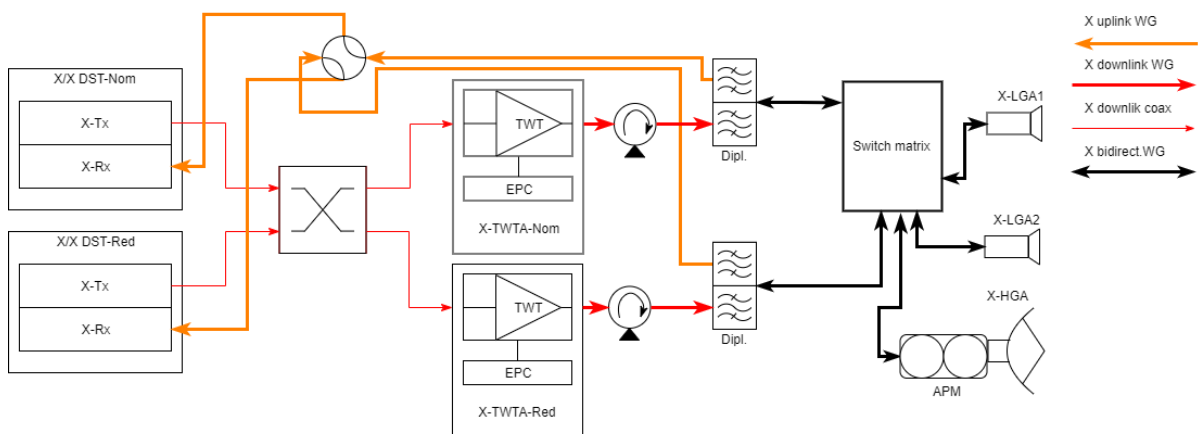 X/X DST-Nom
X-Tx
X-Rx
X/X DST-Red
X-Tx
X-Rx
TWT
EPC
X-TWTA-Nom
TWT
EPC
X-TWTA-Red
Dipl.
Dipl.
Switch matrix
X-LGA1
X-LGA2
X-HGA
APM
X uplink WG
X downlink WG
X downlik coax
X bidirect.WG